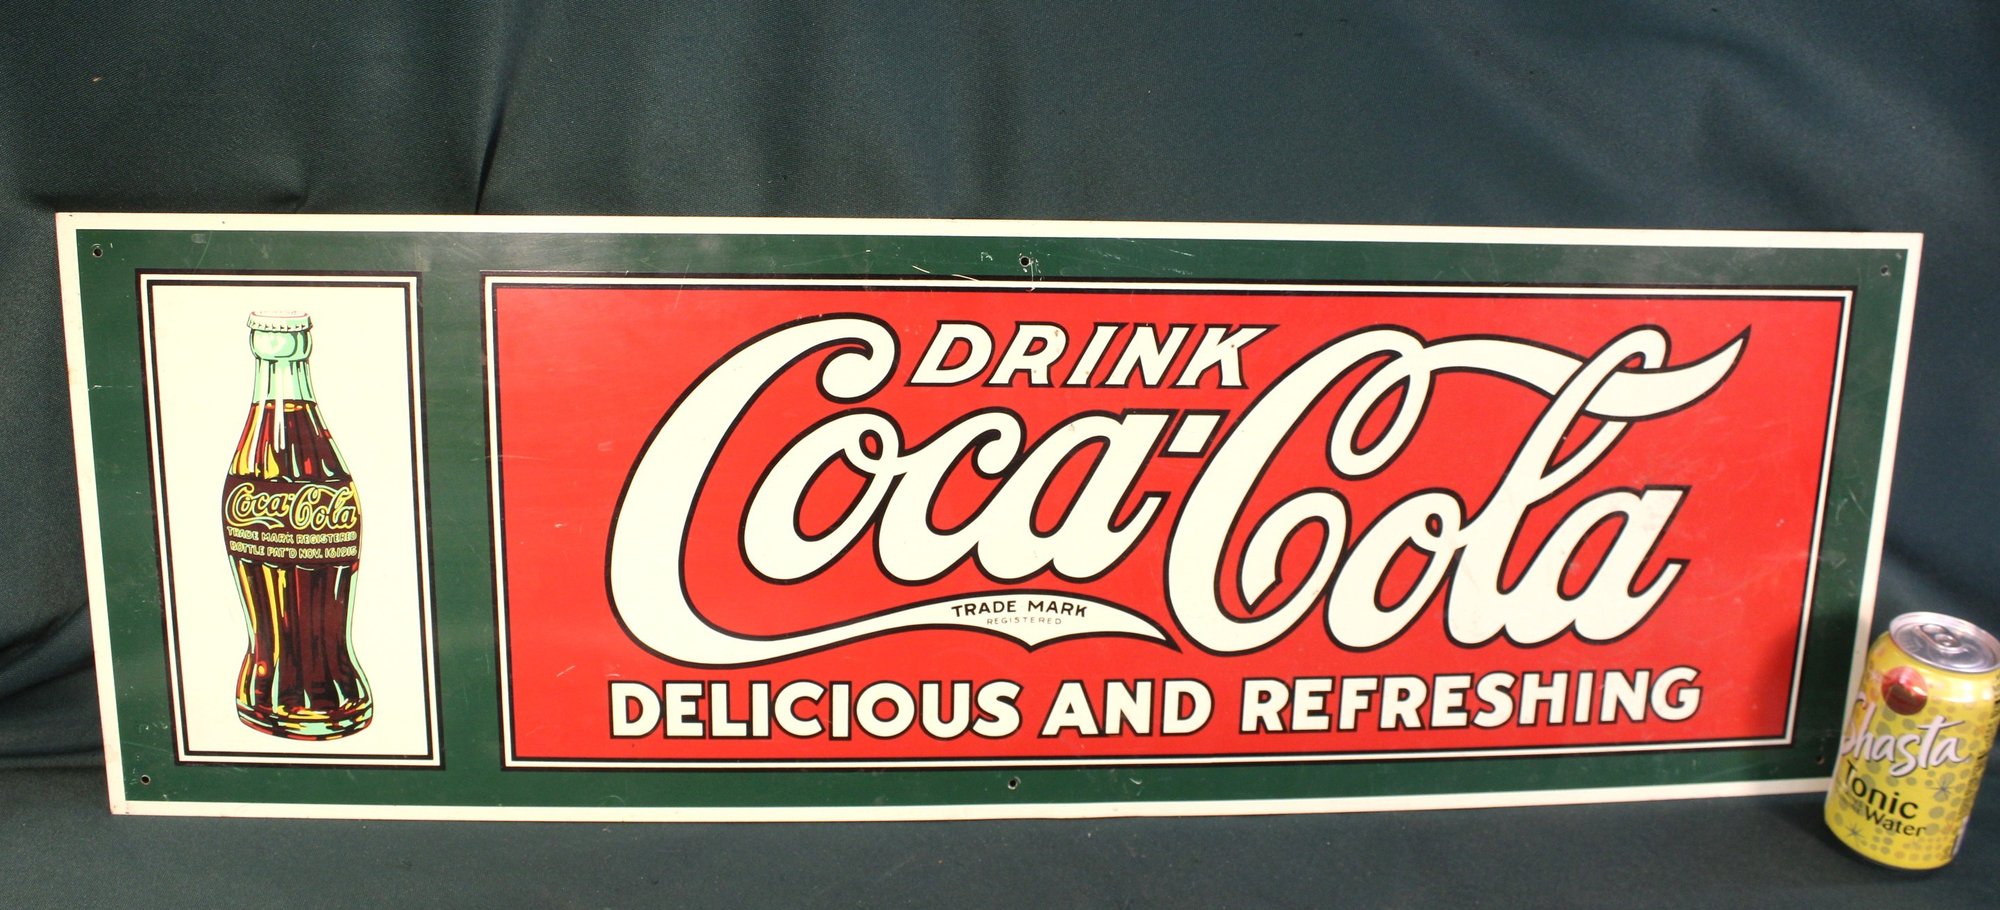 Coca-Cola
TRADE MARK REGISTERED
BOTTLE PAT'D NOV. 16 1915
DRINK
Coca-Cola
TRADE MARK
REGISTERED
DELICIOUS AND REFRESHING
Shasta
Tonic
Water